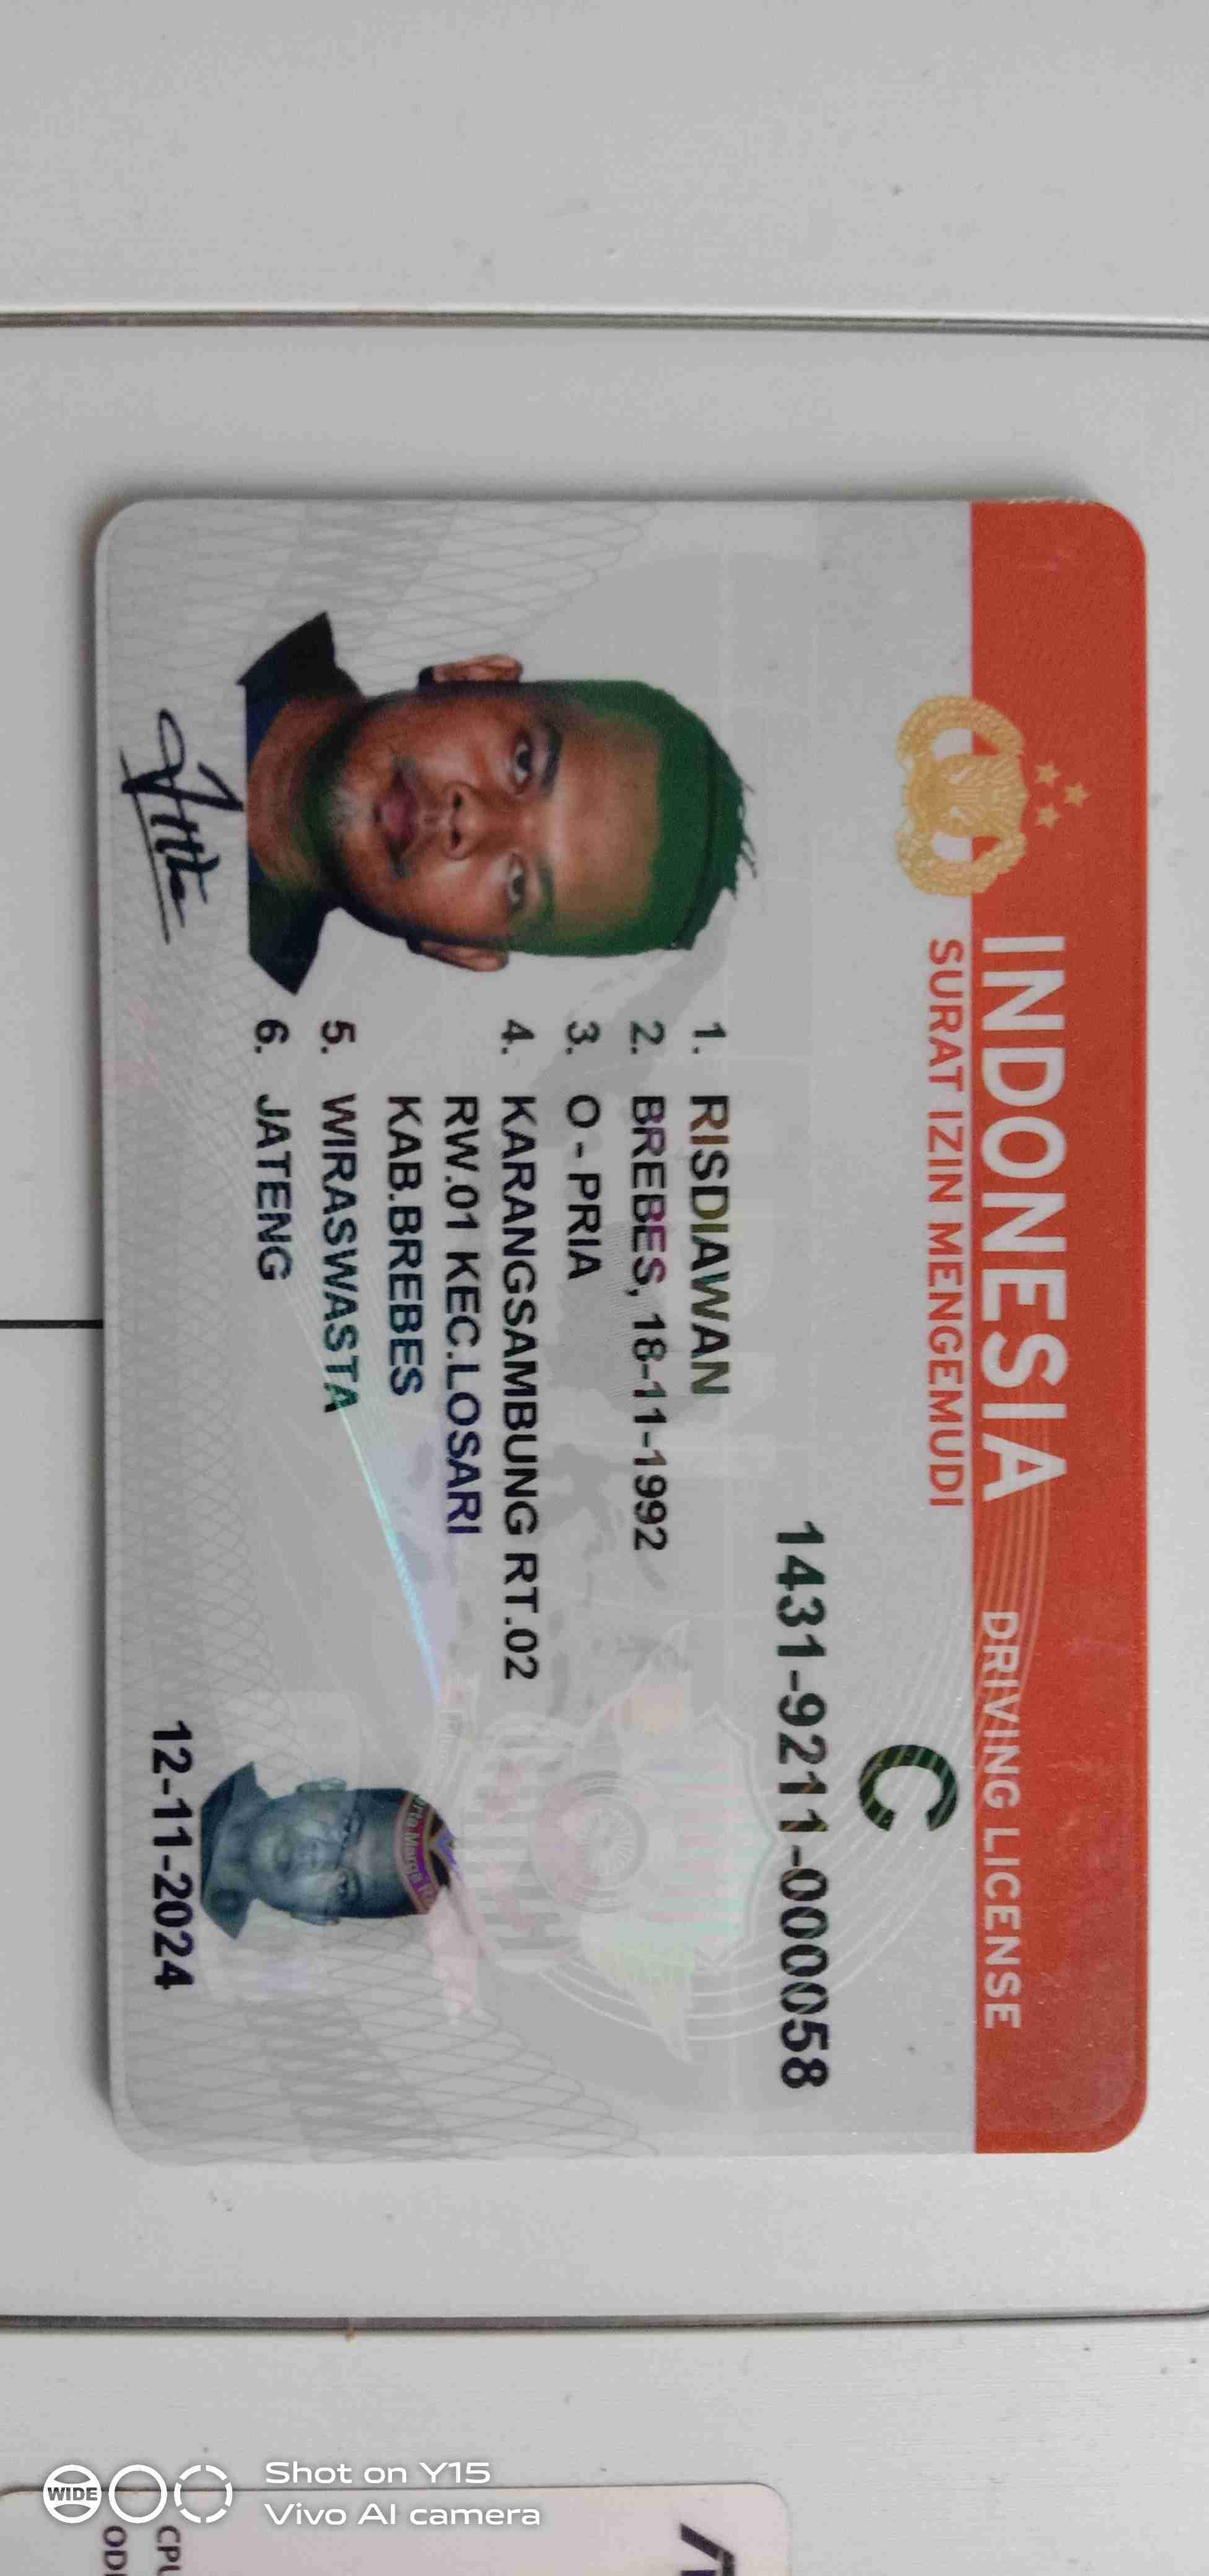 INDONESIA DRIVING LICENSE
SURAT IZIN MENGEMUDI
C
1431-9211-000058
1. RISDIAWAN
2. BREBES, 18-11-1992
3. O - PRIA
4. KARANGSAMBUNG RT.02
RW.01 KEC.LOSARI
KAB.BREBES
5. WIRASWASTA
6. JATENG
12-11-2024
WIDE
Shot on Y15
Vivo AI camera